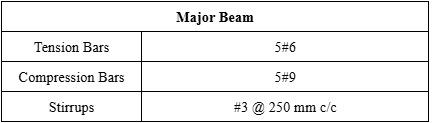 Major Beam
Tension Bars 5#6
Compression Bars 5#9
Stirrups #3 @ 250 mm c/c